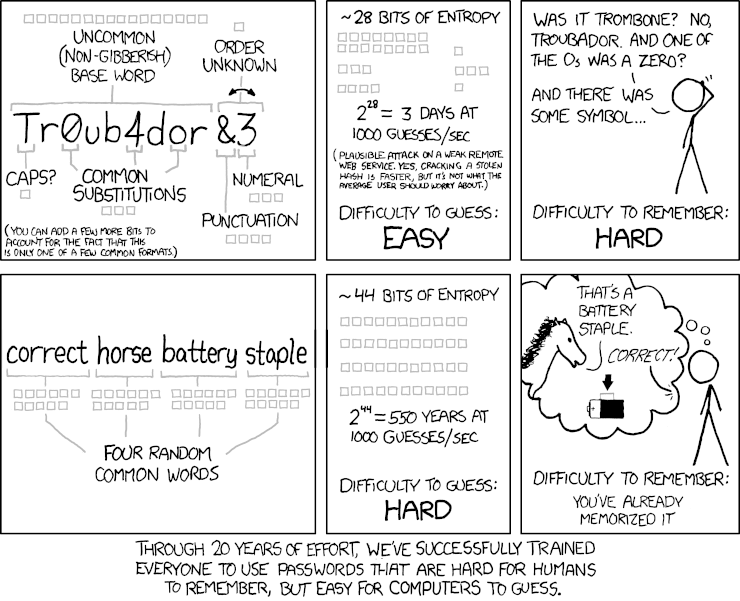 UNCOMMON
(NON-GIBBERISH)
BASE WORD
ORDER
UNKNOWN
Tr0ub4dor &3
CAPS?
COMMON
SUBSTITUTIONS
NUMERAL
PUNCTUATION
(YOU CAN ADD A FEW MORE BITS TO
ACCOUNT FOR THE FACT THAT THIS
IS ONLY ONE OF A FEW COMMON FORMATS.)
~28 BITS OF ENTROPY
2^28 = 3 DAYS AT
1000 GUESSES/SEC
(PLAUSIBLE ATTACK ON A WEAK REMOTE
WEB SERVICE. YES, CRACKING A STOLEN
HASH IS FASTER, BUT IT'S NOT WHAT THE
AVERAGE USER SHOULD WORRY ABOUT.)
DIFFICULTY TO GUESS:
EASY
WAS IT TROMBONE? NO,
TROUBADOR. AND ONE OF
THE Os WAS A ZERO?
AND THERE WAS
SOME SYMBOL...
DIFFICULTY TO REMEMBER:
HARD
correct horse battery staple
FOUR RANDOM
COMMON WORDS
~44 BITS OF ENTROPY
2^44 = 550 YEARS AT
1000 GUESSES/SEC
DIFFICULTY TO GUESS:
HARD
THAT'S A
BATTERY
STAPLE.
CORRECT!
DIFFICULTY TO REMEMBER:
YOU'VE ALREADY
MEMORIZED IT
THROUGH 20 YEARS OF EFFORT, WE'VE SUCCESSFULLY TRAINED
EVERYONE TO USE PASSWORDS THAT ARE HARD FOR HUMANS
TO REMEMBER, BUT EASY FOR COMPUTERS TO GUESS.